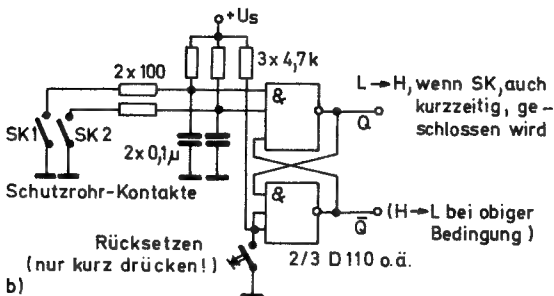 +Us
2x100
3x4,7k
&
L→H, wenn SK, auch
kurzzeitig, ge-
schlossen wird
Q
SK1
SK2
2x0,1µ
Schutzrohr-Kontakte
&
Q̅
(H→L bei obiger
Bedingung)
Rücksetzen
(nur kurz drücken!)
2/3 D110 o.ä.
b)